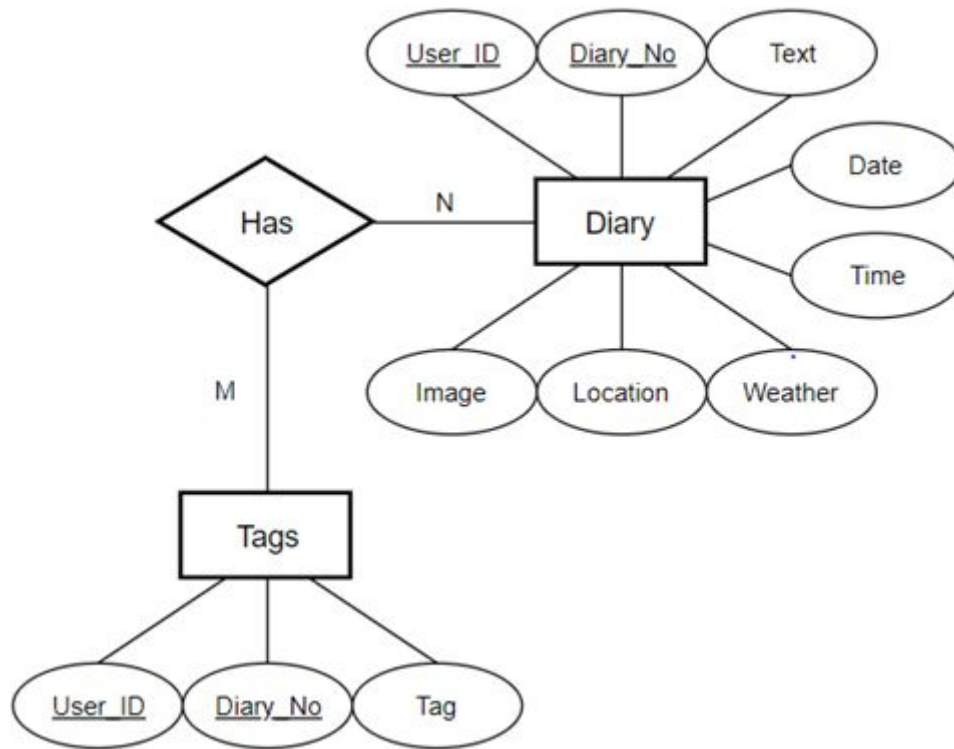 User_ID
Diary_No
Text
Date
Has
N
Diary
Time
M
Image
Location
Weather
Tags
User_ID
Diary_No
Tag